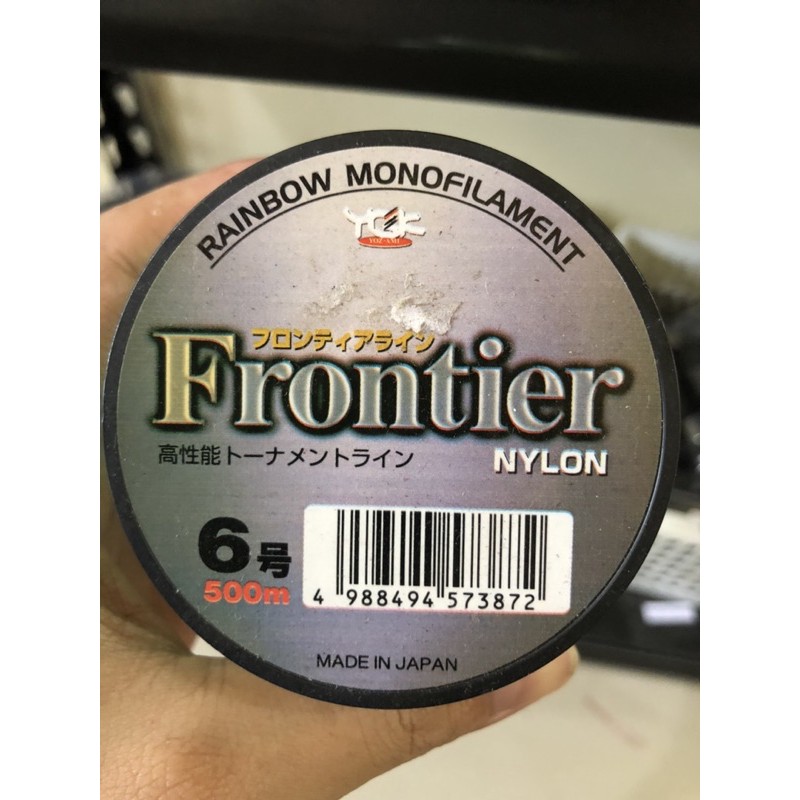 RAINBOW MONOFILAMENT
YGK
YOZ-AMI
フロンティアライン
Frontier
高性能トーナメントライン
NYLON
6号
500m
4 988494 573872
MADE IN JAPAN